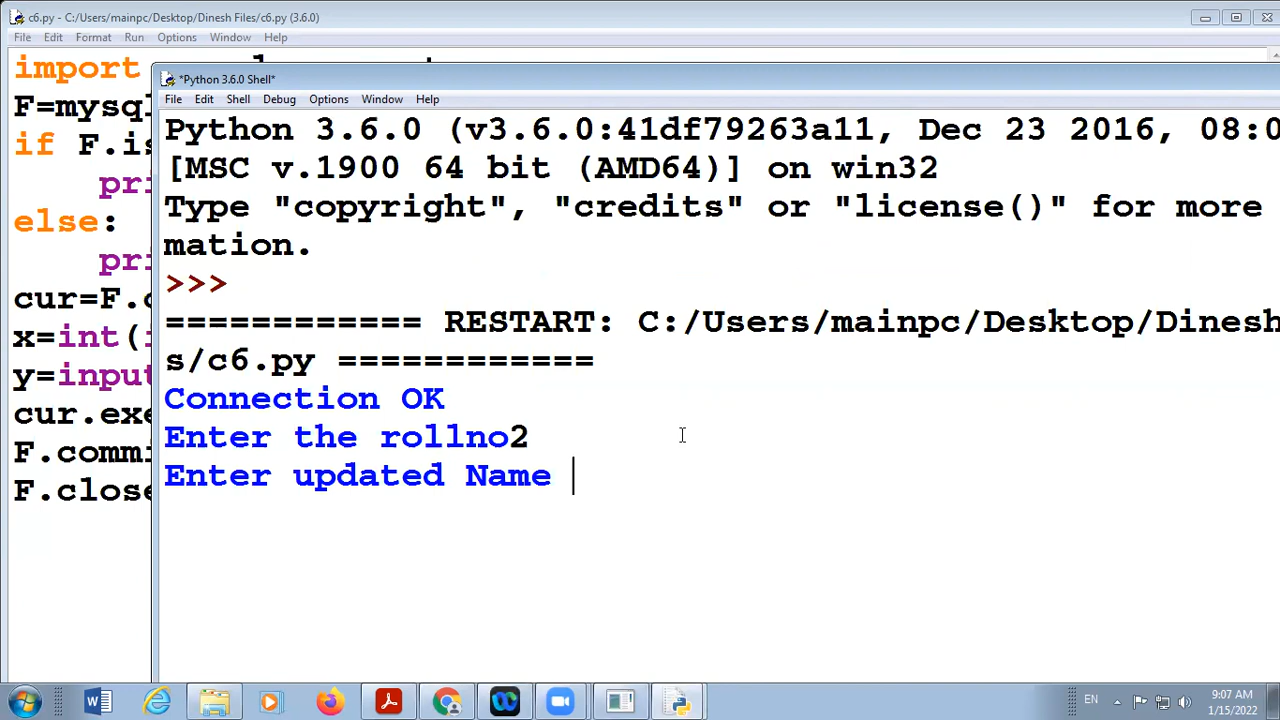 c6.py - C:/Users/mainpc/Desktop/Dinesh Files/c6.py (3.6.0)
File Edit Format Run Options Window Help
import
F=mysql
if F.is
pri
else:
pri
cur=F.c
x=int(i
y=input
cur.exe
F.commi
F.close
*Python 3.6.0 Shell*
File Edit Shell Debug Options Window Help
Python 3.6.0 (v3.6.0:41df79263a11, Dec 23 2016, 08:0
[MSC v.1900 64 bit (AMD64)] on win32
Type "copyright", "credits" or "license()" for more
mation.
>>>
============ RESTART: C:/Users/mainpc/Desktop/Dinesh
s/c6.py ============
Connection OK
Enter the rollno2
Enter updated Name
EN
9:07 AM
1/15/2022